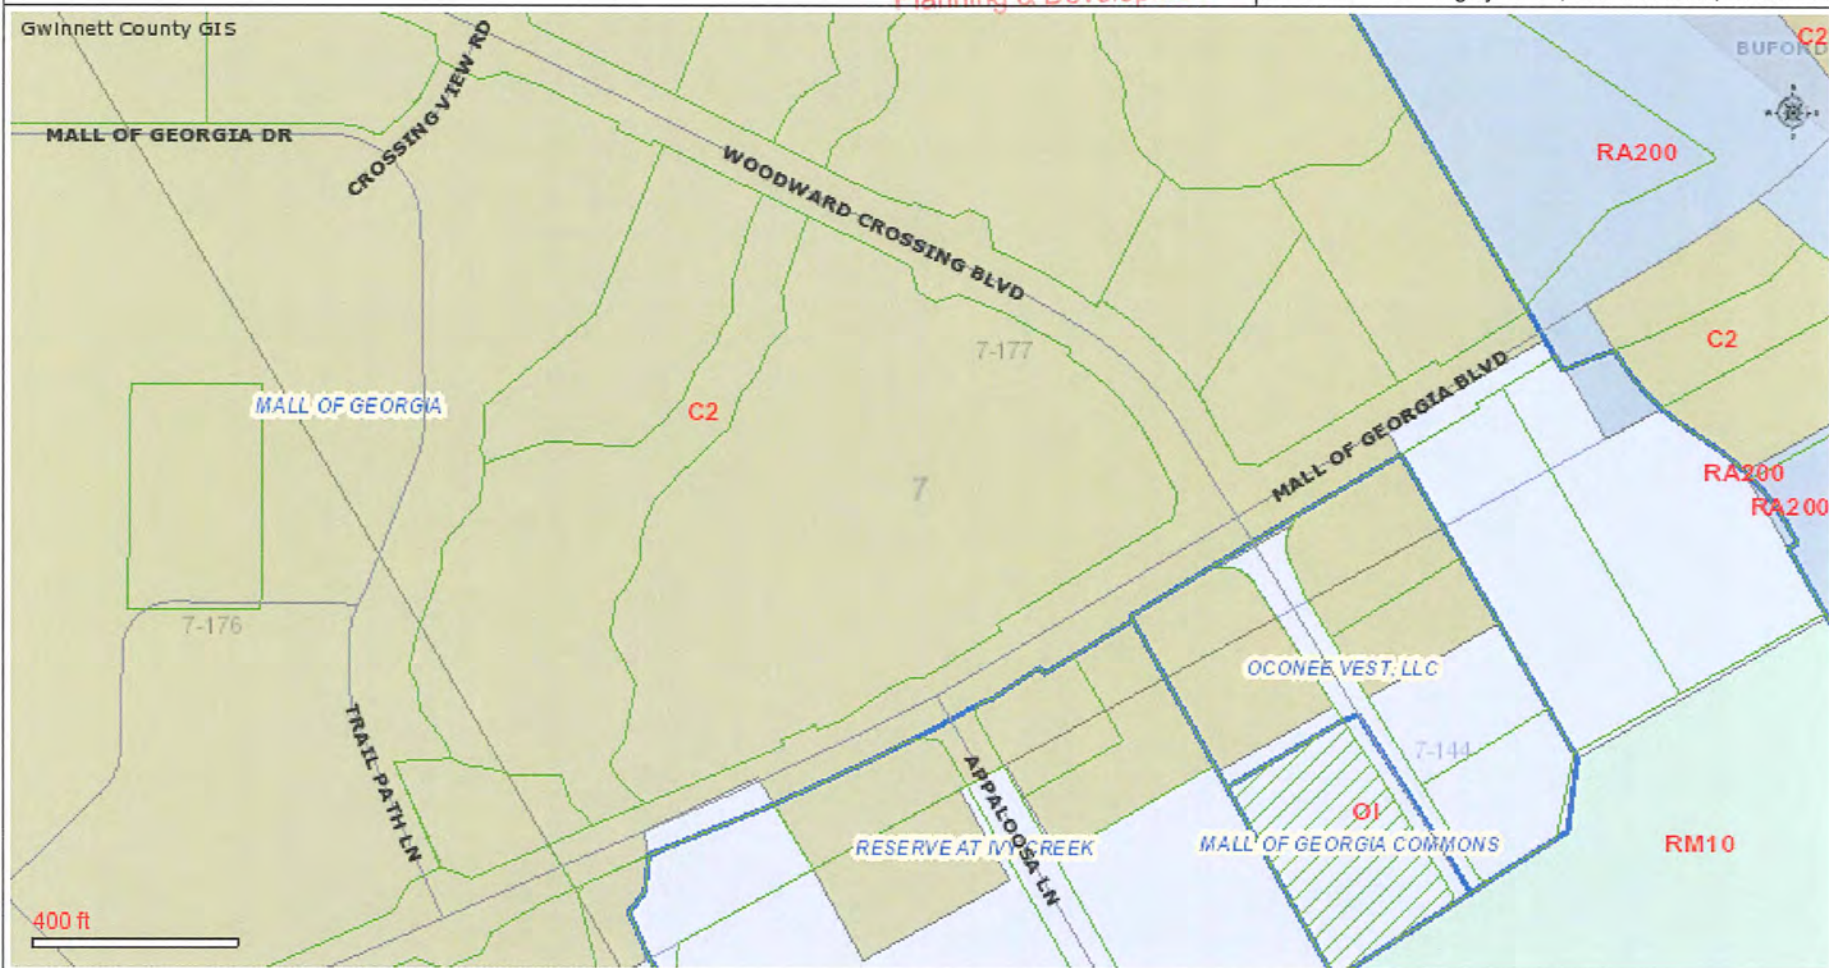 Planning & Develop
Gwinnett County GIS
C2
BUFORD
CROSSING VIEW RD
MALL OF GEORGIA DR
RA200
WOODWARD CROSSING BLVD
7-177
C2
MALL OF GEORGIA BLVD
MALL OF GEORGIA
C2
RA200
7
RA200
7-176
OCONEE VEST, LLC
TRAIL PATH LN
7-144
APPALOOSA LN
OI
RESERVE AT IVY CREEK
MALL OF GEORGIA COMMONS
RM10
400 ft